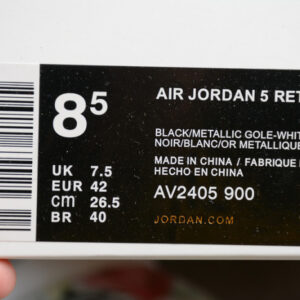 8⁵
AIR JORDAN 5 RET
BLACK/METALLIC GOLE-WHIT
NOIR/BLANC/OR METALLIQUE
MADE IN CHINA / FABRIQUE
HECHO EN CHINA
UK 7.5
EUR 42
cm 26.5
BR 40
AV2405 900
JORDAN.COM